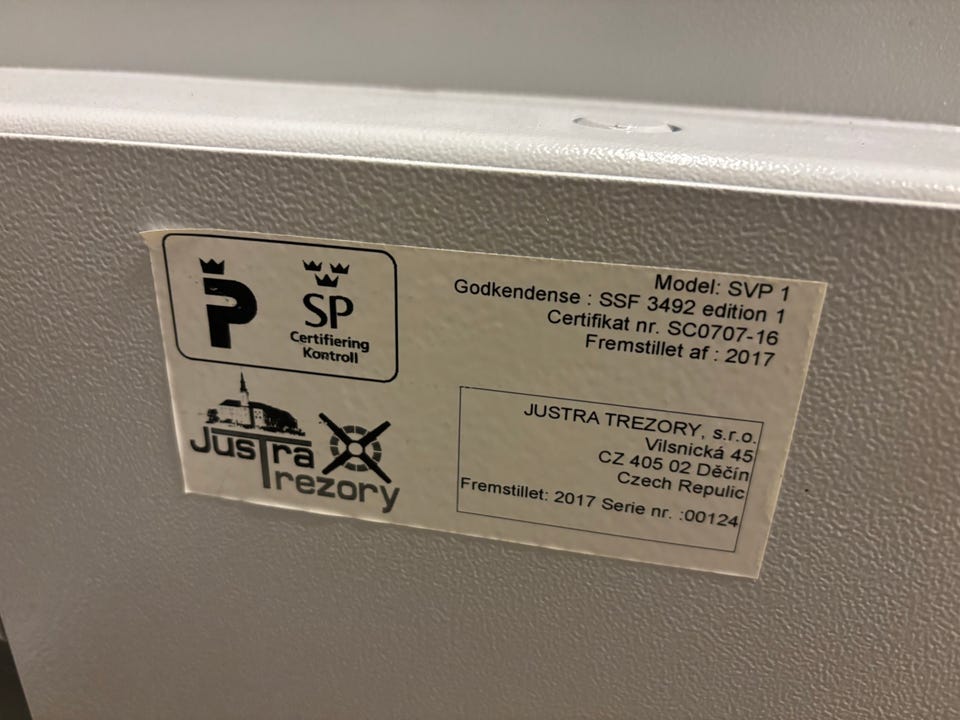 P
SP
Certifiering
Kontroll
Justra
Trezory
Model: SVP 1
Godkendense : SSF 3492 edition 1
Certifikat nr. SC0707-16
Fremstillet af : 2017
JUSTRA TREZORY, s.r.o.
Vilsnická 45
CZ 405 02 Děčín
Czech Repulic
Fremstillet: 2017 Serie nr. :00124